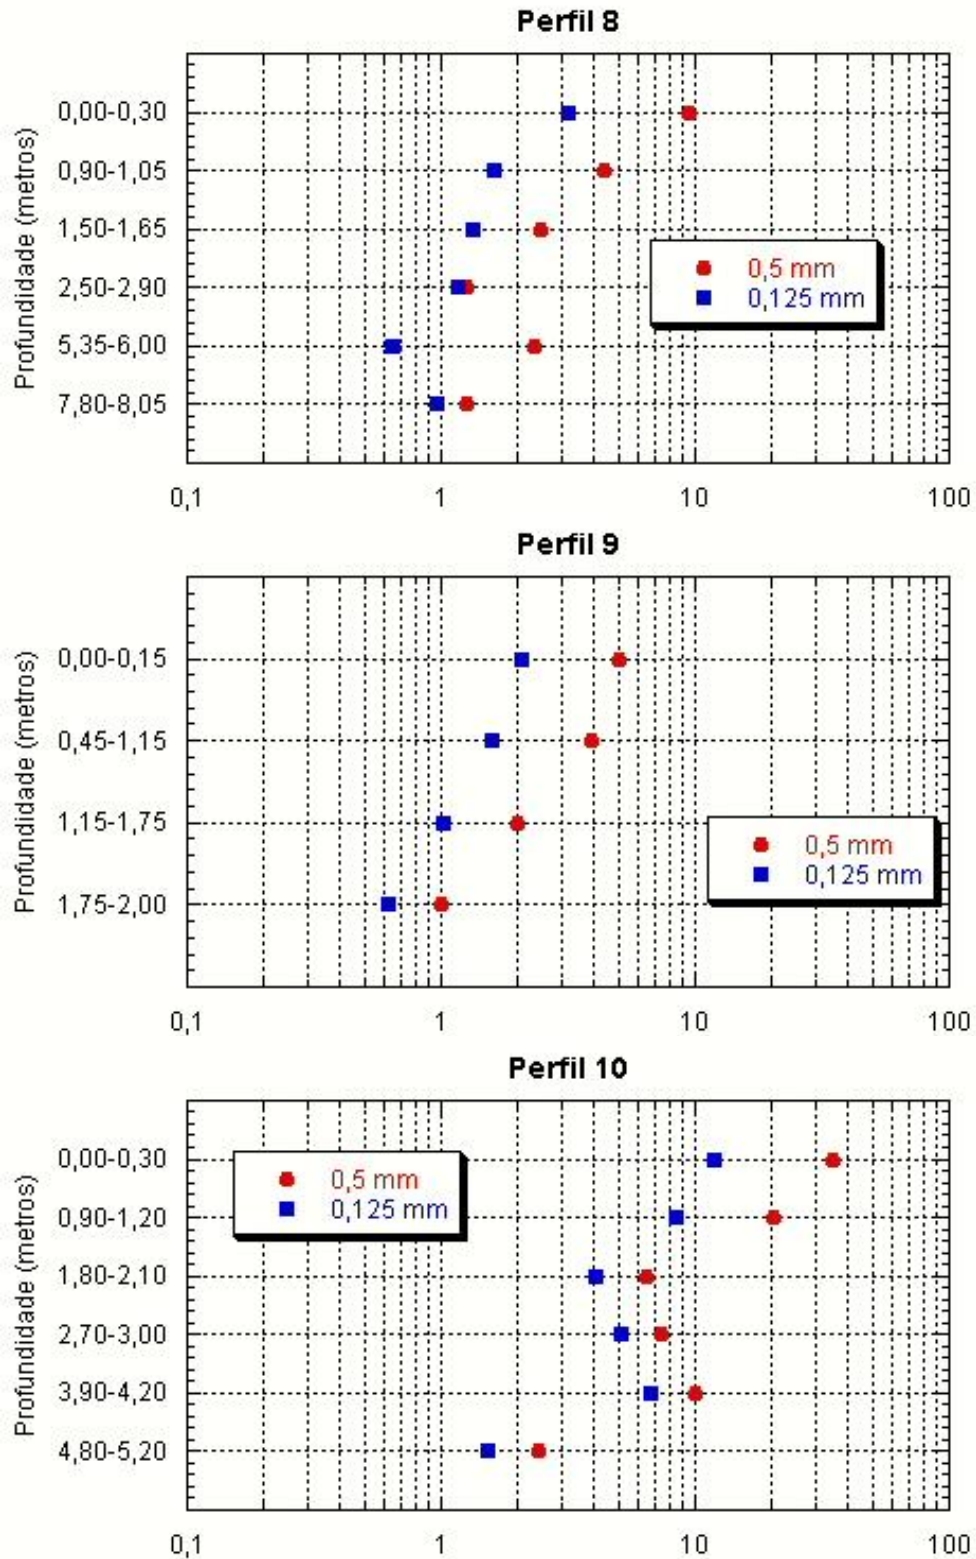 Perfil 8
Profundidade (metros)
0,00-0,30
0,90-1,05
1,50-1,65
2,50-2,90
5,35-6,00
7,80-8,05
0,5 mm
0,125 mm
0,1 1 10 100
Perfil 9
Profundidade (metros)
0,00-0,15
0,45-1,15
1,15-1,75
1,75-2,00
0,5 mm
0,125 mm
0,1 1 10 100
Perfil 10
Profundidade (metros)
0,00-0,30
0,90-1,20
1,80-2,10
2,70-3,00
3,90-4,20
4,80-5,20
0,5 mm
0,125 mm
0,1 1 10 100